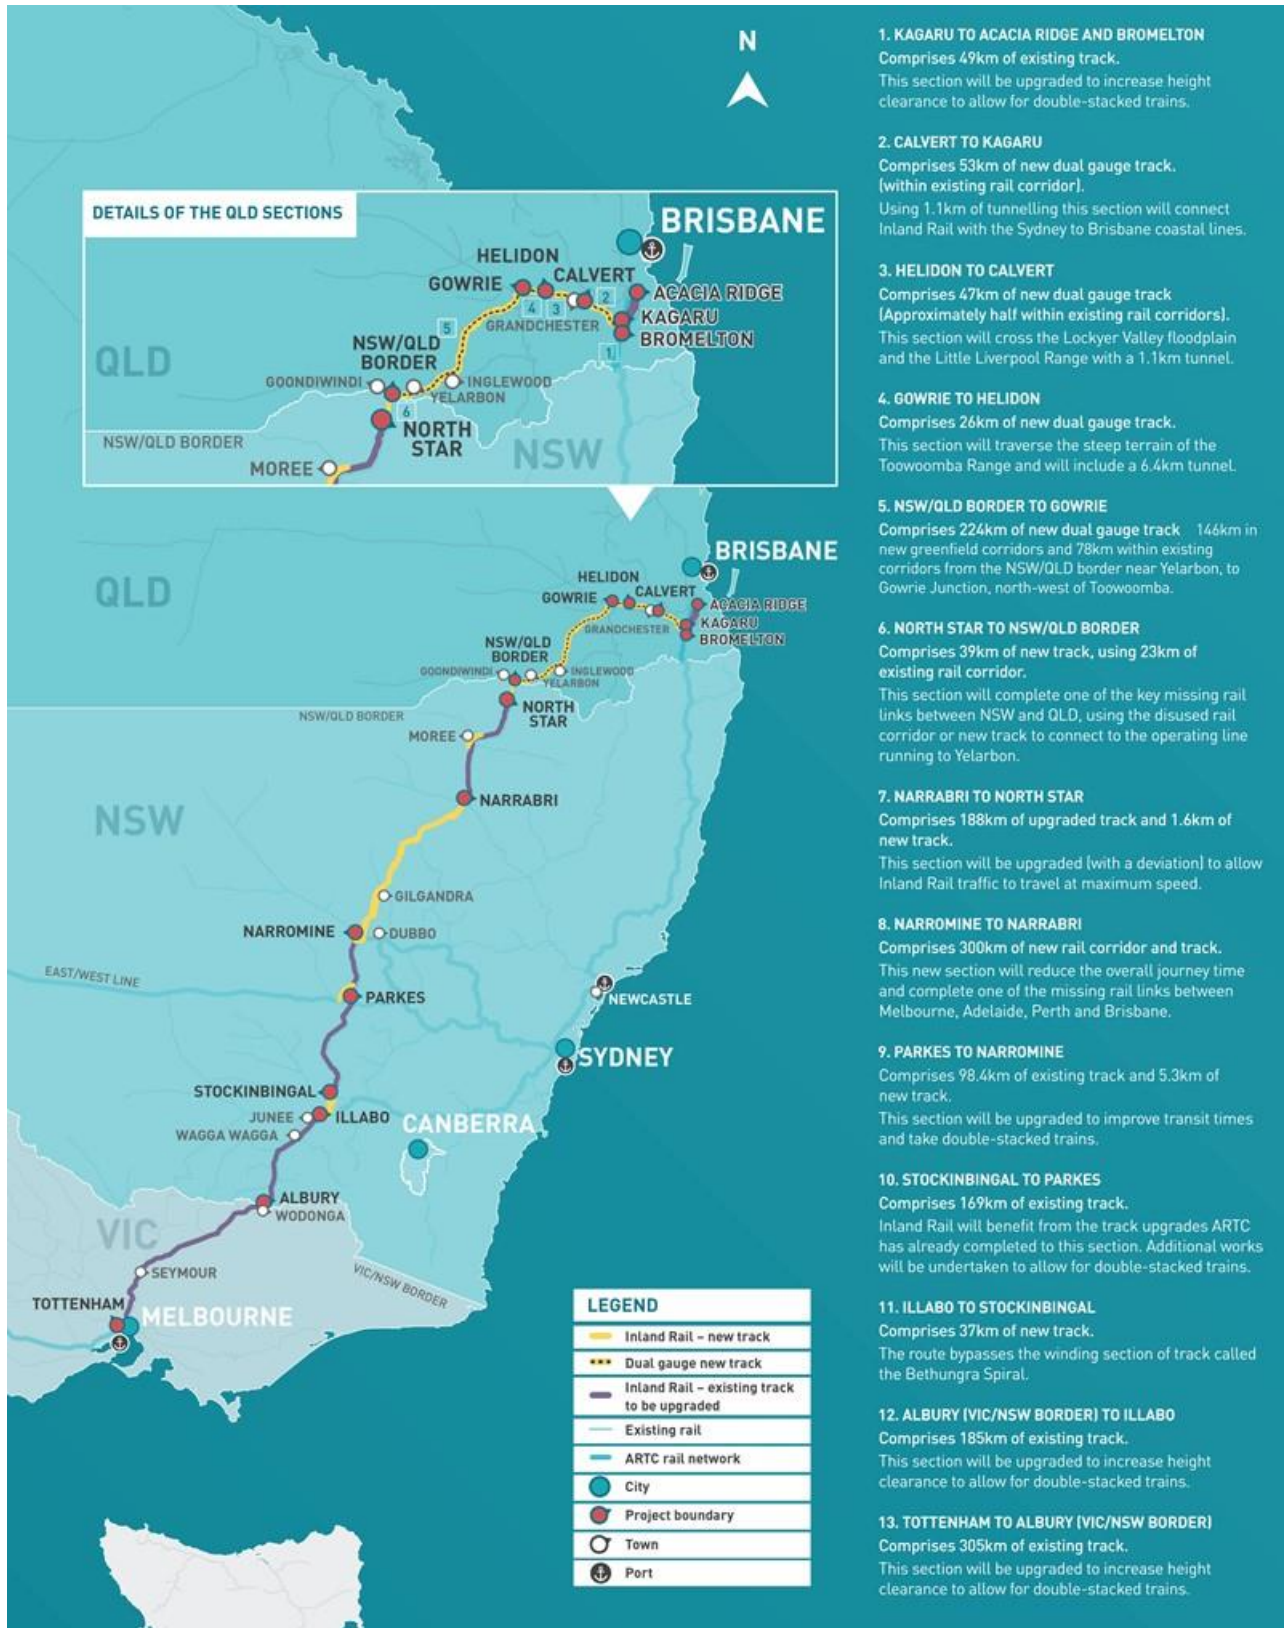 N
DETAILS OF THE QLD SECTIONS
BRISBANE
HELIDON
GOWRIE
CALVERT
ACACIA RIDGE
2
4
3
5
GRANDCHESTER
KAGARU
BROMELTON
NSW/QLD
BORDER
1
QLD
GOONDIWINDI
INGLEWOOD
YELARBON
6
NORTH
STAR
NSW/QLD BORDER
NSW
MOREE
BRISBANE
HELIDON
QLD
GOWRIE
CALVERT
ACACIA RIDGE
GRANDCHESTER
KAGARU
BROMELTON
NSW/QLD
BORDER
GOONDIWINDI
INGLEWOOD
YELARBON
NSW/QLD BORDER
NORTH
STAR
MOREE
NARRABRI
NSW
GILGANDRA
NARROMINE
DUBBO
EAST/WEST LINE
PARKES
NEWCASTLE
SYDNEY
STOCKINBINGAL
JUNEE
ILLABO
CANBERRA
WAGGA WAGGA
ALBURY
WODONGA
VIC
SEYMOUR
VIC/NSW BORDER
TOTTENHAM
MELBOURNE
LEGEND
Inland Rail – new track
Dual gauge new track
Inland Rail – existing track
to be upgraded
Existing rail
ARTC rail network
City
Project boundary
Town
Port
1. KAGARU TO ACACIA RIDGE AND BROMELTON
Comprises 49km of existing track.
This section will be upgraded to increase height
clearance to allow for double-stacked trains.
2. CALVERT TO KAGARU
Comprises 53km of new dual gauge track.
(within existing rail corridor).
Using 1.1km of tunnelling this section will connect
Inland Rail with the Sydney to Brisbane coastal lines.
3. HELIDON TO CALVERT
Comprises 47km of new dual gauge track
(Approximately half within existing rail corridors).
This section will cross the Lockyer Valley floodplain
and the Little Liverpool Range with a 1.1km tunnel.
4. GOWRIE TO HELIDON
Comprises 26km of new dual gauge track.
This section will traverse the steep terrain of the
Toowoomba Range and will include a 6.4km tunnel.
5. NSW/QLD BORDER TO GOWRIE
Comprises 224km of new dual gauge track 146km in
new greenfield corridors and 78km within existing
corridors from the NSW/QLD border near Yelarbon, to
Gowrie Junction, north-west of Toowoomba.
6. NORTH STAR TO NSW/QLD BORDER
Comprises 39km of new track, using 23km of
existing rail corridor.
This section will complete one of the key missing rail
links between NSW and QLD, using the disused rail
corridor or new track to connect to the operating line
running to Yelarbon.
7. NARRABRI TO NORTH STAR
Comprises 188km of upgraded track and 1.6km of
new track.
This section will be upgraded (with a deviation) to allow
Inland Rail traffic to travel at maximum speed.
8. NARROMINE TO NARRABRI
Comprises 300km of new rail corridor and track.
This new section will reduce the overall journey time
and complete one of the missing rail links between
Melbourne, Adelaide, Perth and Brisbane.
9. PARKES TO NARROMINE
Comprises 98.4km of existing track and 5.3km of
new track.
This section will be upgraded to improve transit times
and take double-stacked trains.
10. STOCKINBINGAL TO PARKES
Comprises 169km of existing track.
Inland Rail will benefit from the track upgrades ARTC
has already completed to this section. Additional works
will be undertaken to allow for double-stacked trains.
11. ILLABO TO STOCKINBINGAL
Comprises 37km of new track.
The route bypasses the winding section of track called
the Bethungra Spiral.
12. ALBURY (VIC/NSW BORDER) TO ILLABO
Comprises 185km of existing track.
This section will be upgraded to increase height
clearance to allow for double-stacked trains.
13. TOTTENHAM TO ALBURY (VIC/NSW BORDER)
Comprises 305km of existing track.
This section will be upgraded to increase height
clearance to allow for double-stacked trains.